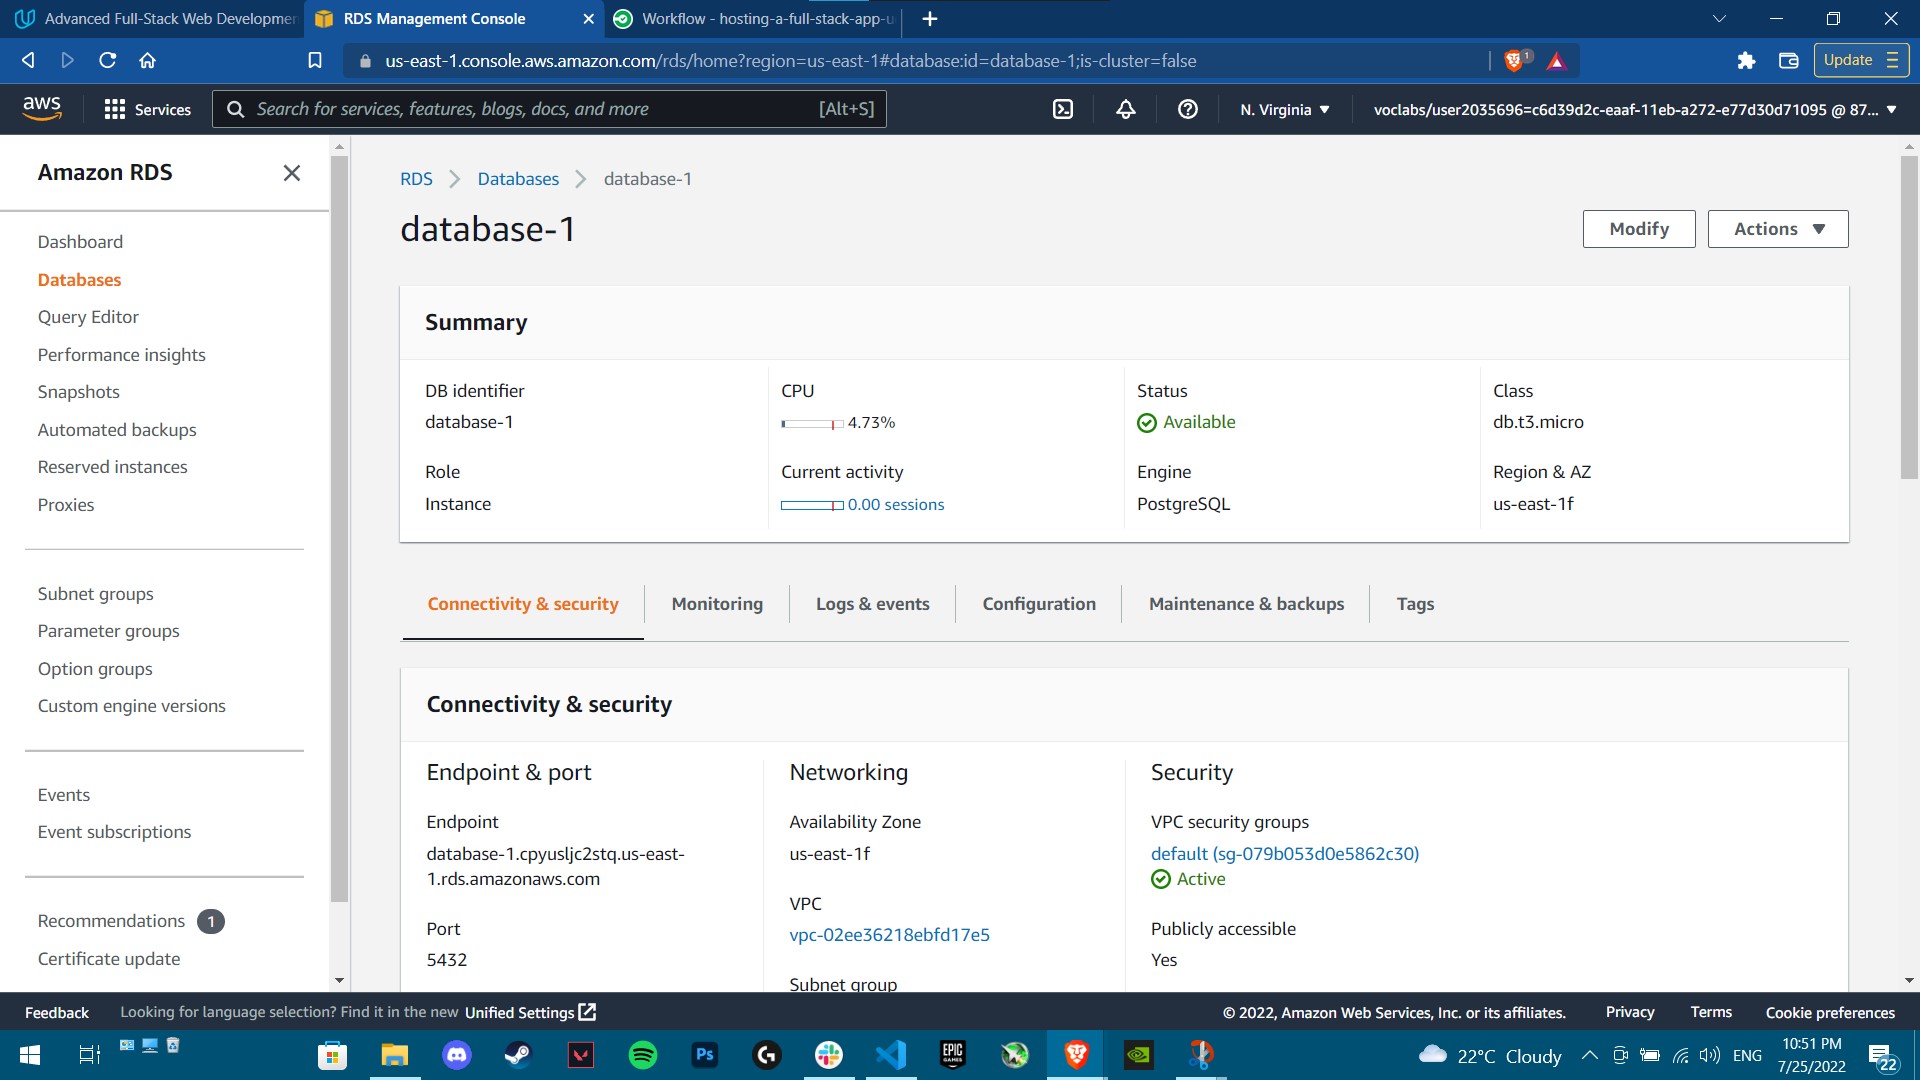 Advanced Full-Stack Web Developmen
RDS Management Console
Workflow - hosting-a-full-stack-app-u
us-east-1.console.aws.amazon.com/rds/home?region=us-east-1#database:id=database-1;is-cluster=false
1
Update
aws
Services
Search for services, features, blogs, docs, and more
[Alt+S]
N. Virginia
voclabs/user2035696=c6d39d2c-eaaf-11eb-a272-e77d30d71095 @ 87...
Amazon RDS
Dashboard
Databases
Query Editor
Performance insights
Snapshots
Automated backups
Reserved instances
Proxies
Subnet groups
Parameter groups
Option groups
Custom engine versions
Events
Event subscriptions
Recommendations 1
Certificate update
RDS
Databases
database-1
database-1
Modify
Actions
Summary
DB identifier
database-1
CPU
4.73%
Status
Available
Class
db.t3.micro
Role
Instance
Current activity
0.00 sessions
Engine
PostgreSQL
Region & AZ
us-east-1f
Connectivity & security
Monitoring
Logs & events
Configuration
Maintenance & backups
Tags
Connectivity & security
Endpoint & port
Endpoint
database-1.cpyusljc2stq.us-east-
1.rds.amazonaws.com
Port
5432
Networking
Availability Zone
us-east-1f
VPC
vpc-02ee36218ebfd17e5
Subnet group
Security
VPC security groups
default (sg-079b053d0e5862c30)
Active
Publicly accessible
Yes
Feedback
Looking for language selection? Find it in the new Unified Settings
© 2022, Amazon Web Services, Inc. or its affiliates.
Privacy
Terms
Cookie preferences
Ps
EPIC
GAMES
22°C Cloudy
ENG
10:51 PM
7/25/2022
22